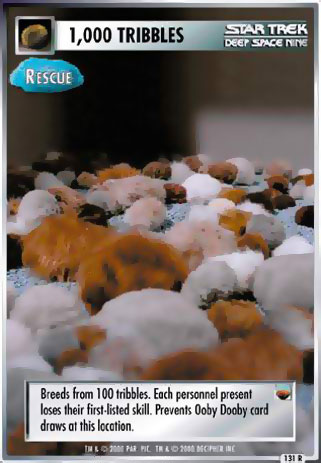 1,000 TRIBBLES
STAR TREK
DEEP SPACE NINE
RESCUE
Breeds from 100 tribbles. Each personnel present
loses their first-listed skill. Prevents Ooby Dooby card
draws at this location.
TM & © 2000 PAR. PIC. TM & © 2000 DECIPHER INC.
131 R